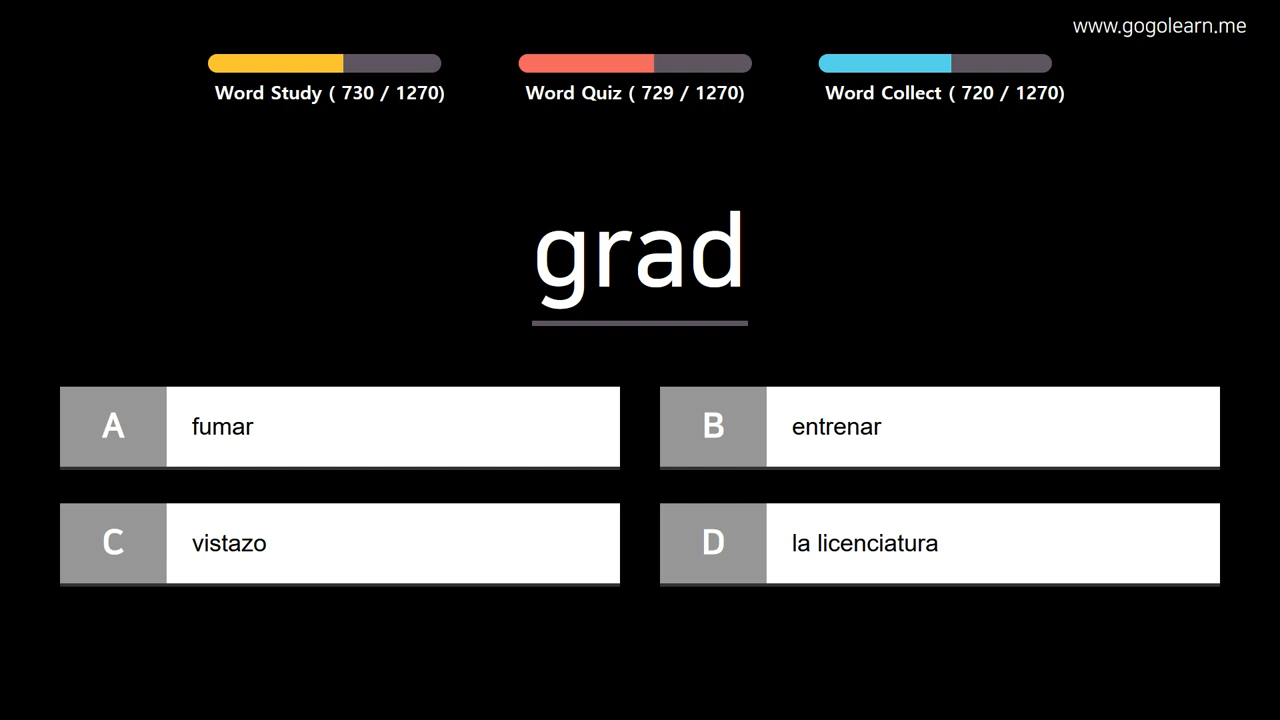 www.gogolearn.me
Word Study ( 730 / 1270)
Word Quiz ( 729 / 1270)
Word Collect ( 720 / 1270)
grad
A fumar
B entrenar
C vistazo
D la licenciatura